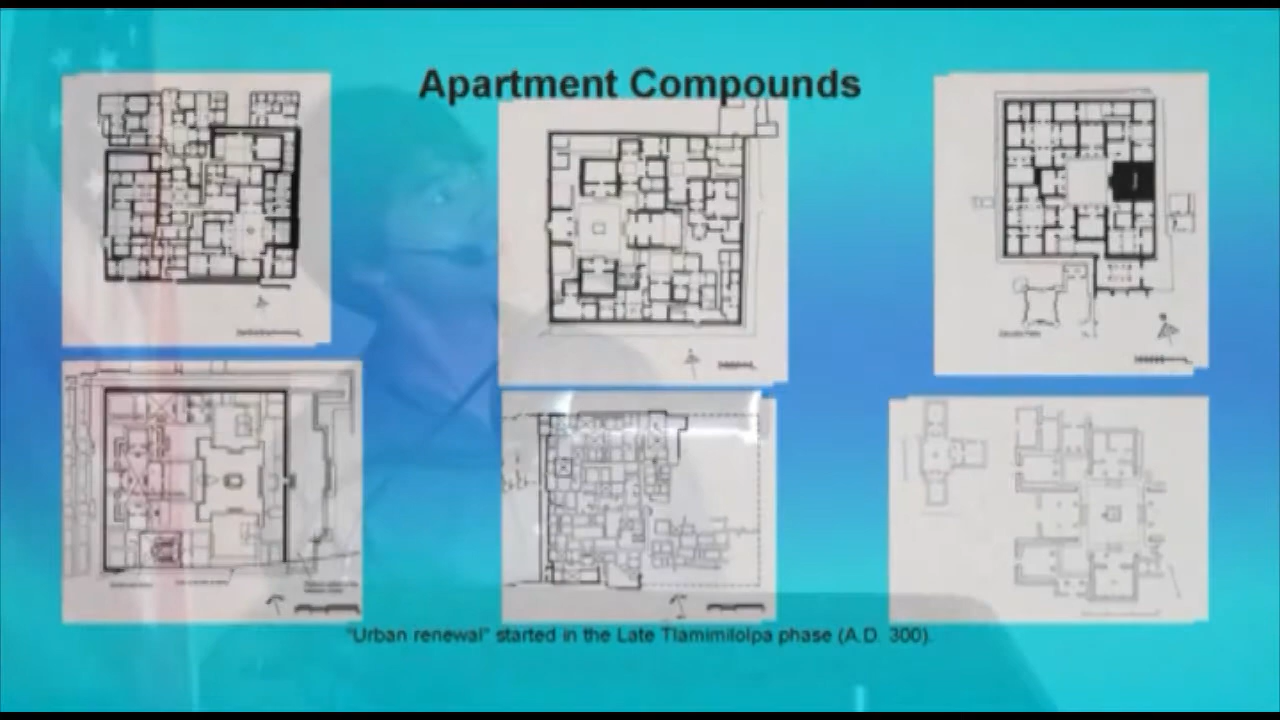 Apartment Compounds
"Urban renewal" started in the Late Tlamimilolpa phase (A.D. 300).